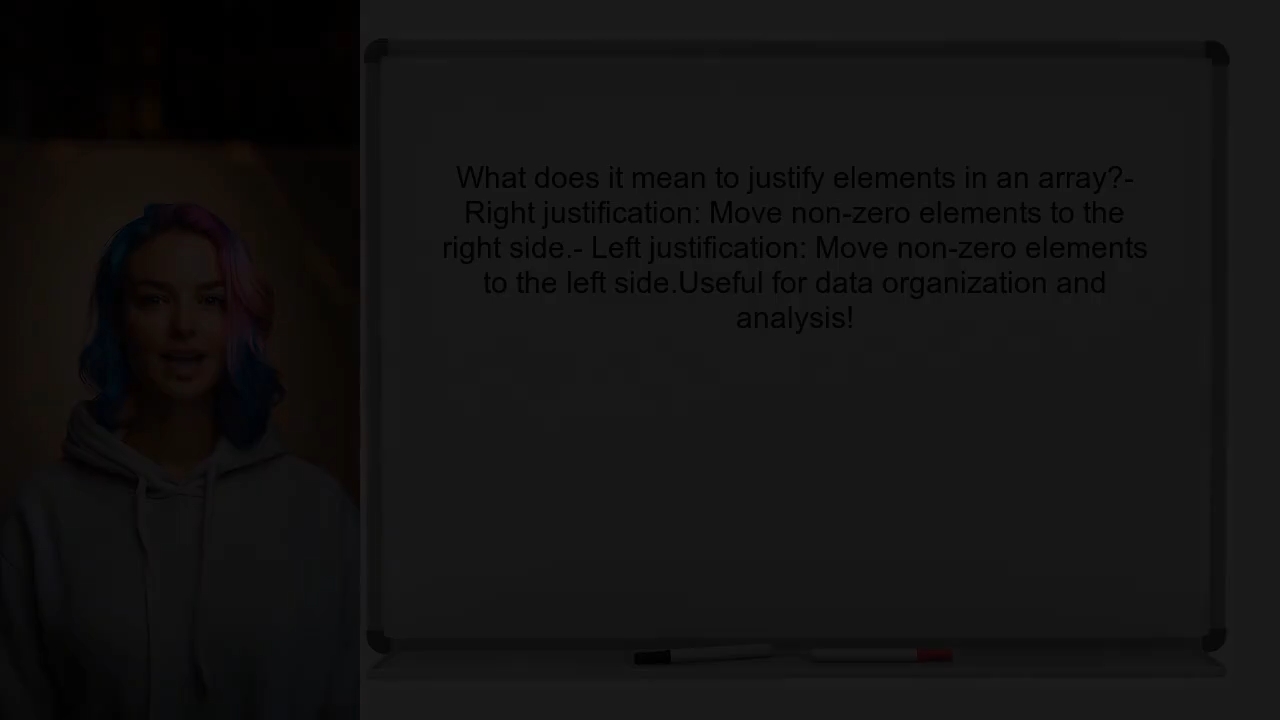 What does it mean to justify elements in an array?-
Right justification: Move non-zero elements to the
right side.- Left justification: Move non-zero elements
to the left side.Useful for data organization and
analysis!